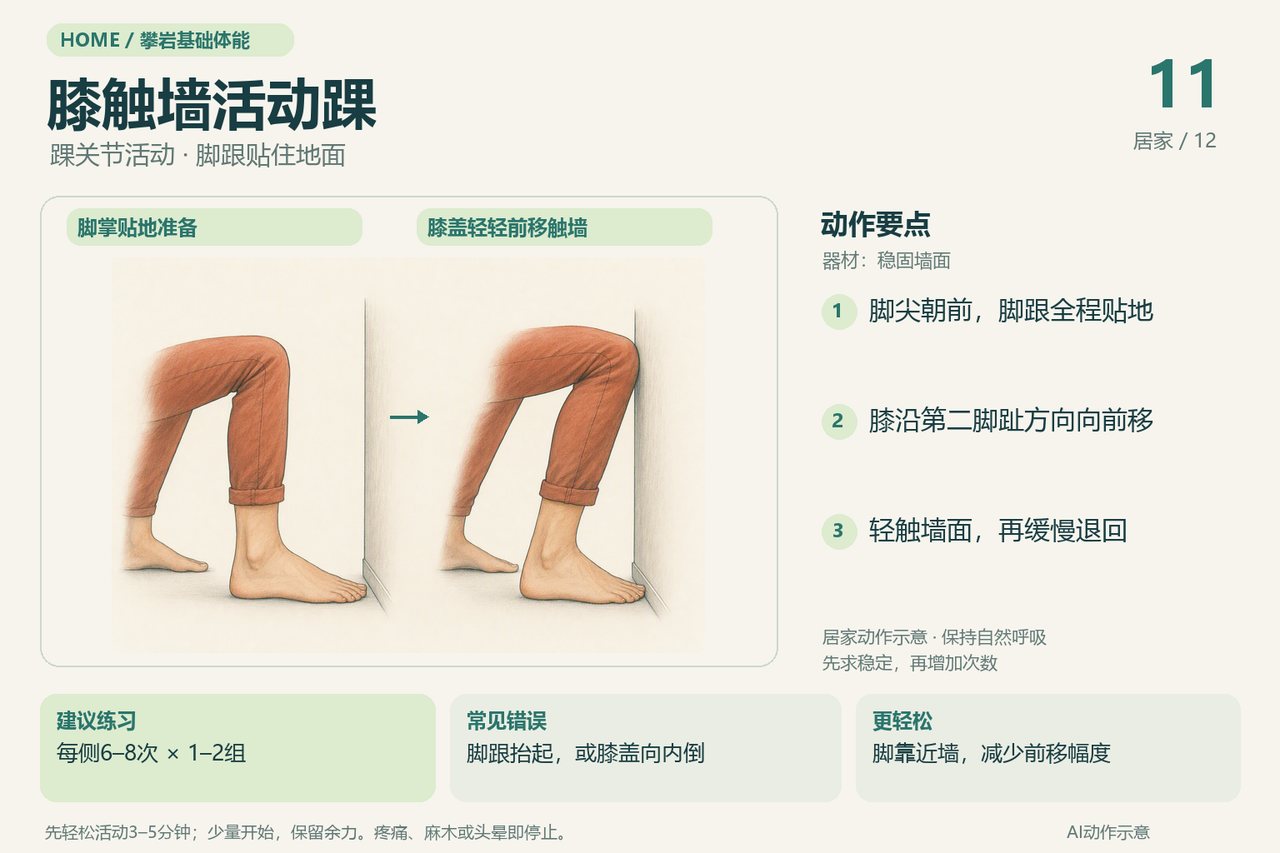 HOME / 攀岩基础体能
膝触墙活动踝
踝关节活动 · 脚跟贴住地面
11
居家 / 12
脚掌贴地准备
膝盖轻轻前移触墙
动作要点
器材：稳固墙面
1 脚尖朝前，脚跟全程贴地
2 膝沿第二脚趾方向向前移
3 轻触墙面，再缓慢退回
居家动作示意 · 保持自然呼吸
先求稳定，再增加次数
建议练习
每侧6–8次 × 1–2组
常见错误
脚跟抬起，或膝盖向内倒
更轻松
脚靠近墙，减少前移幅度
先轻松活动3–5分钟；少量开始，保留余力。疼痛、麻木或头晕即停止。
AI动作示意